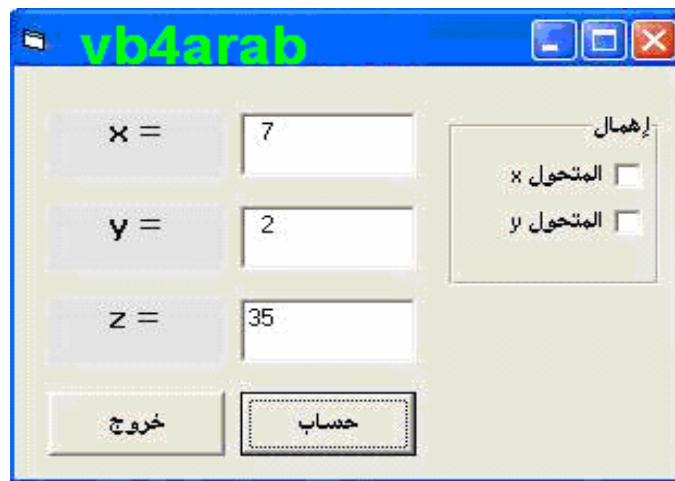 vb4arab
x = 7
إهمال
المتحول x
y = 2
المتحول y
z = 35
خروج
حساب